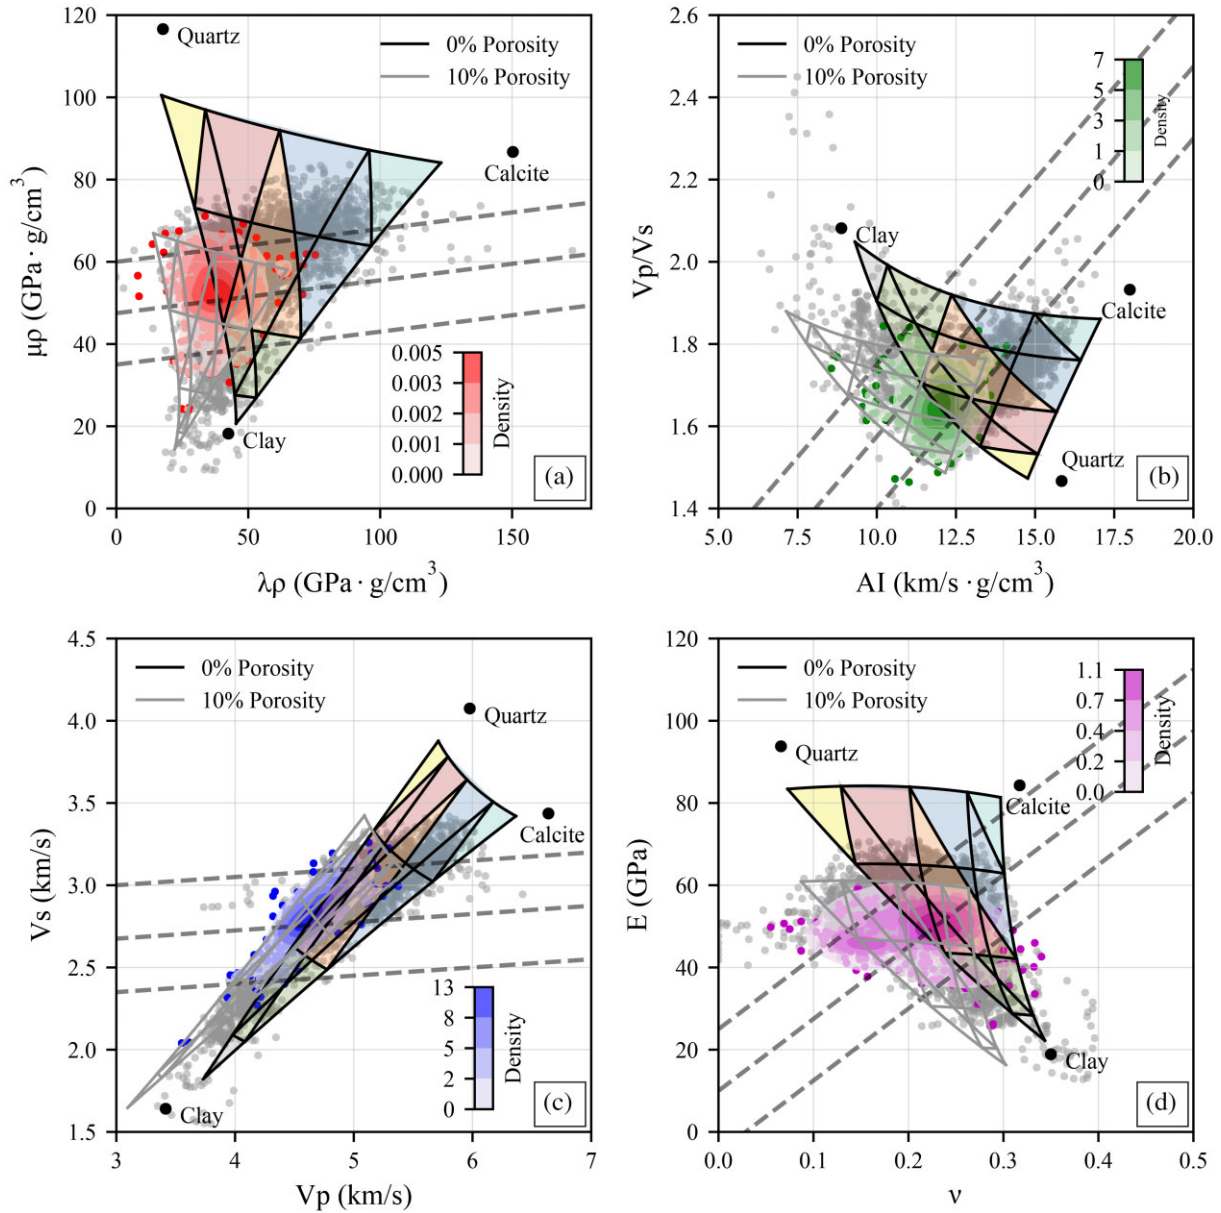 Quartz
0% Porosity
10% Porosity
Calcite
Clay
120
100
80
60
40
20
0
μρ (GPa · g/cm³)
0.005
0.003
0.002
0.001
0.000
Density
(a)
0
50
100
150
λρ (GPa · g/cm³)
0% Porosity
10% Porosity
7
5
3
1
0
Density
Clay
Calcite
Quartz
2.6
2.4
2.2
2.0
1.8
1.6
1.4
Vp/Vs
(b)
5.0
7.5
10.0
12.5
15.0
17.5
20.0
AI (km/s · g/cm³)
0% Porosity
10% Porosity
Quartz
Calcite
Clay
4.5
4.0
3.5
3.0
2.5
2.0
1.5
Vs (km/s)
13
8
5
2
0
Density
(c)
3
4
5
6
7
Vp (km/s)
0% Porosity
10% Porosity
1.1
0.7
0.4
0.2
0.0
Density
Quartz
Calcite
Clay
120
100
80
60
40
20
0
E (GPa)
(d)
0.0
0.1
0.2
0.3
0.4
0.5
ν